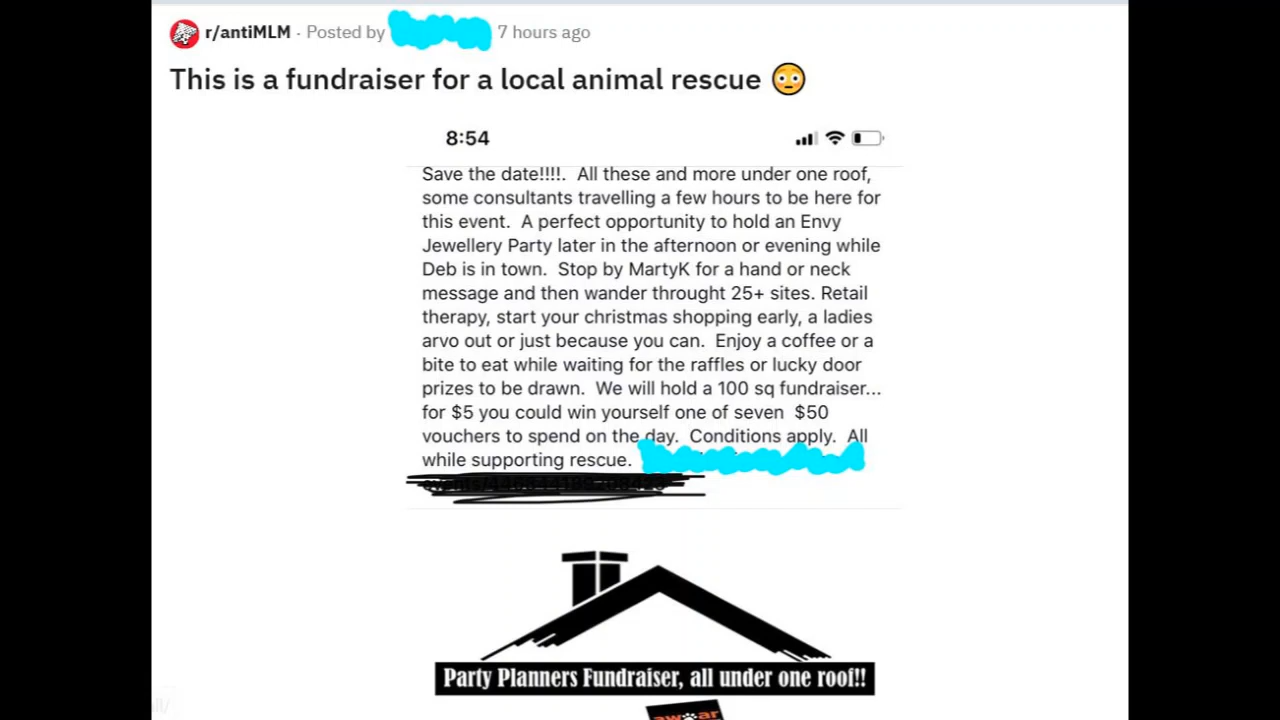 r/antiMLM · Posted by 7 hours ago
This is a fundraiser for a local animal rescue 😳
8:54
Save the date!!!!. All these and more under one roof,
some consultants travelling a few hours to be here for
this event. A perfect opportunity to hold an Envy
Jewellery Party later in the afternoon or evening while
Deb is in town. Stop by MartyK for a hand or neck
message and then wander throught 25+ sites. Retail
therapy, start your christmas shopping early, a ladies
arvo out or just because you can. Enjoy a coffee or a
bite to eat while waiting for the raffles or lucky door
prizes to be drawn. We will hold a 100 sq fundraiser...
for $5 you could win yourself one of seven $50
vouchers to spend on the day. Conditions apply. All
while supporting rescue.
Party Planners Fundraiser, all under one roof!!